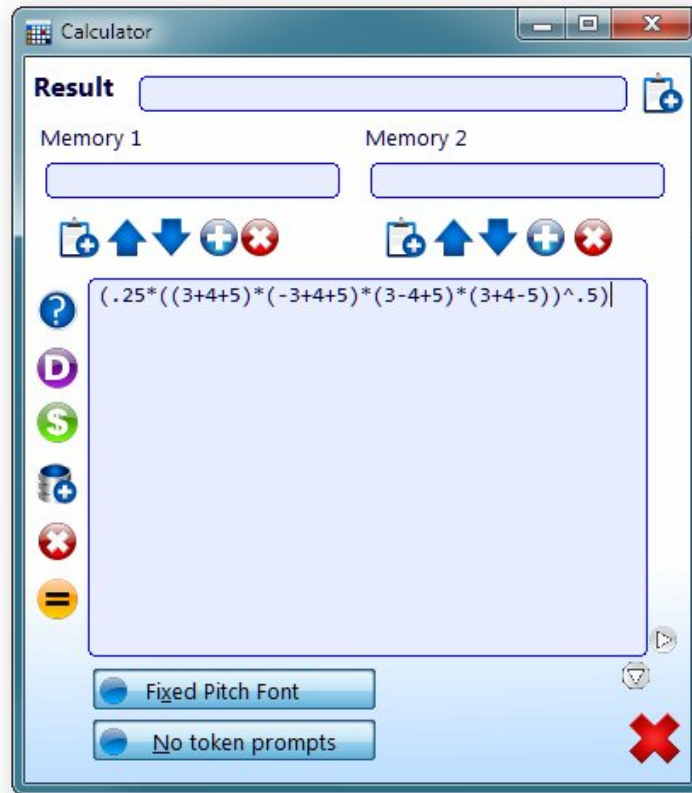 Calculator
Result
Memory 1 Memory 2
(.25*((3+4+5)*(-3+4+5)*(3-4+5)*(3+4-5))^.5)
?
D
$
=
Fixed Pitch Font
No token prompts